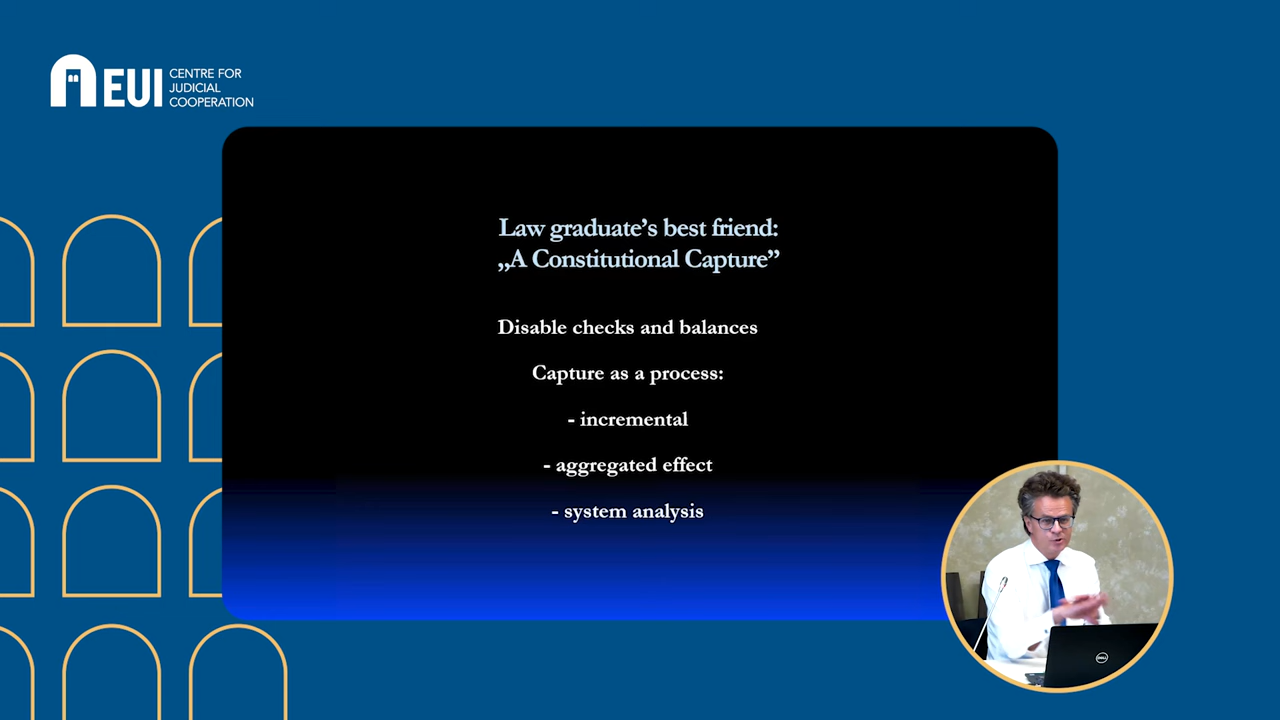 EUI
CENTRE FOR
JUDICIAL
COOPERATION
Law graduate’s best friend:
„A Constitutional Capture”
Disable checks and balances
Capture as a process:
- incremental
- aggregated effect
- system analysis
DELL